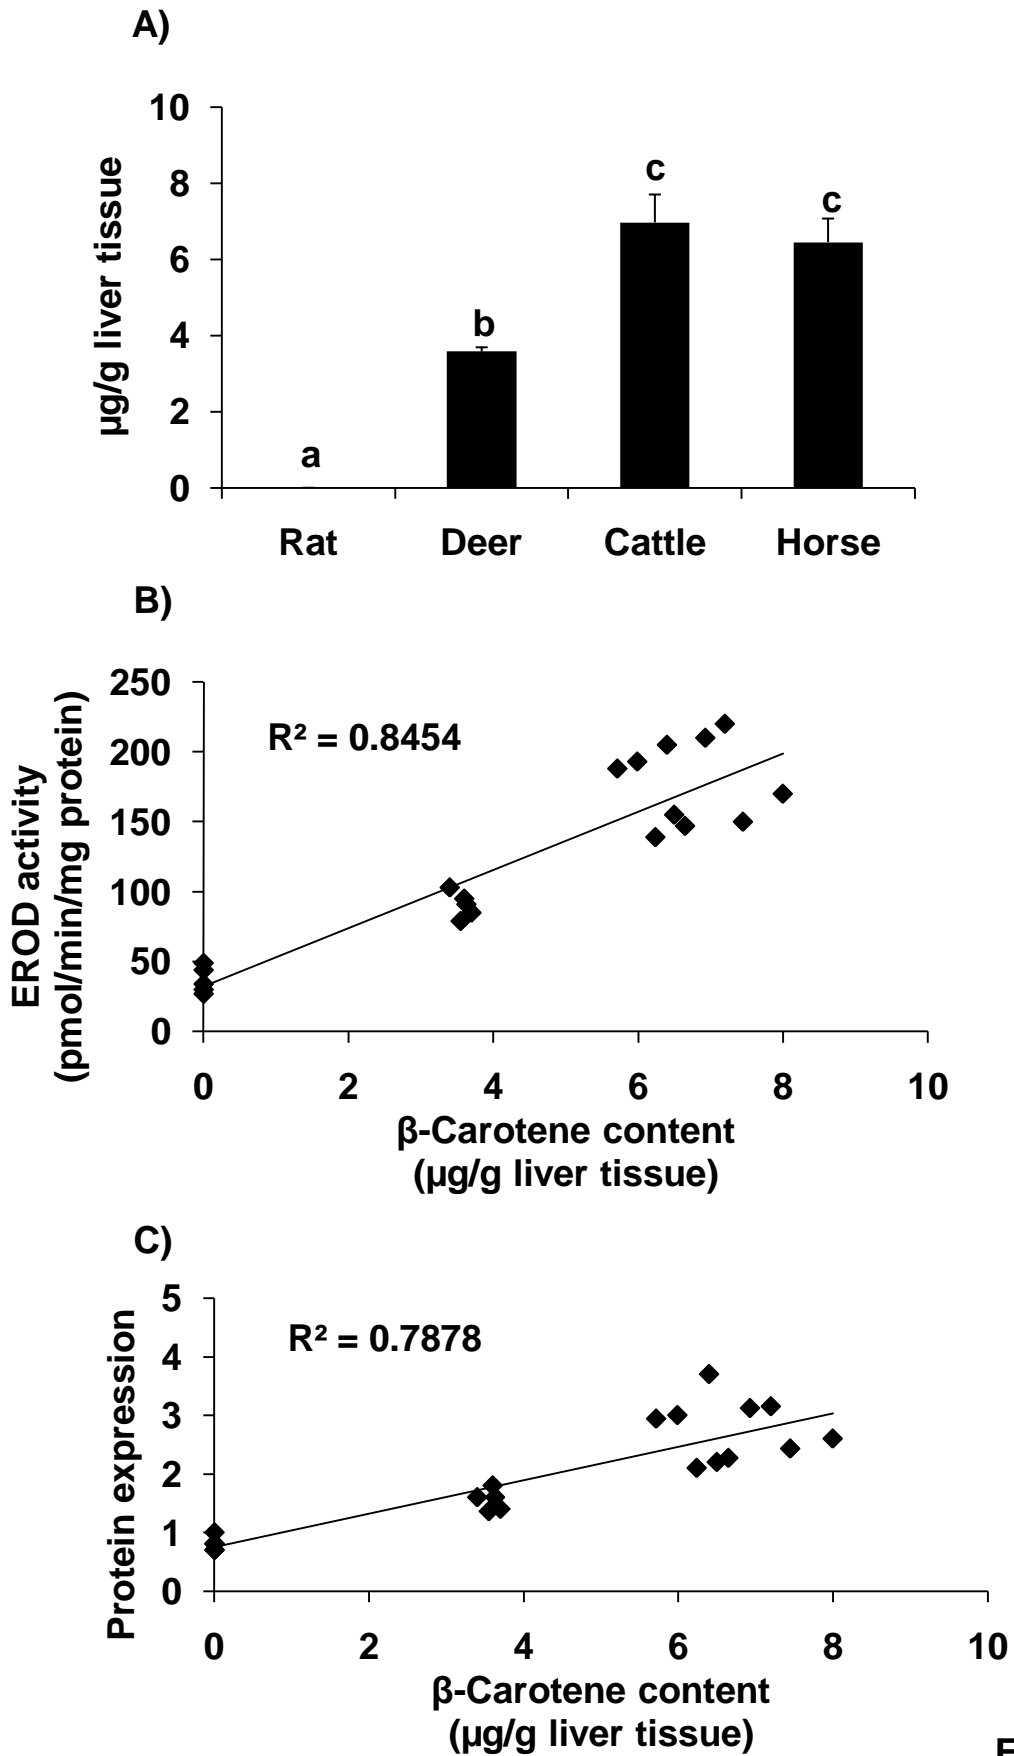 A)
10
8
6
4
2
0
µg/g liver tissue
a
b
c
c
Rat Deer Cattle Horse
B)
250
200
150
100
50
0
EROD activity
(pmol/min/mg protein)
R² = 0.8454
0 2 4 6 8 10
β-Carotene content
(µg/g liver tissue)
C)
5
4
3
2
1
0
Protein expression
R² = 0.7878
0 2 4 6 8 10
β-Carotene content
(µg/g liver tissue)